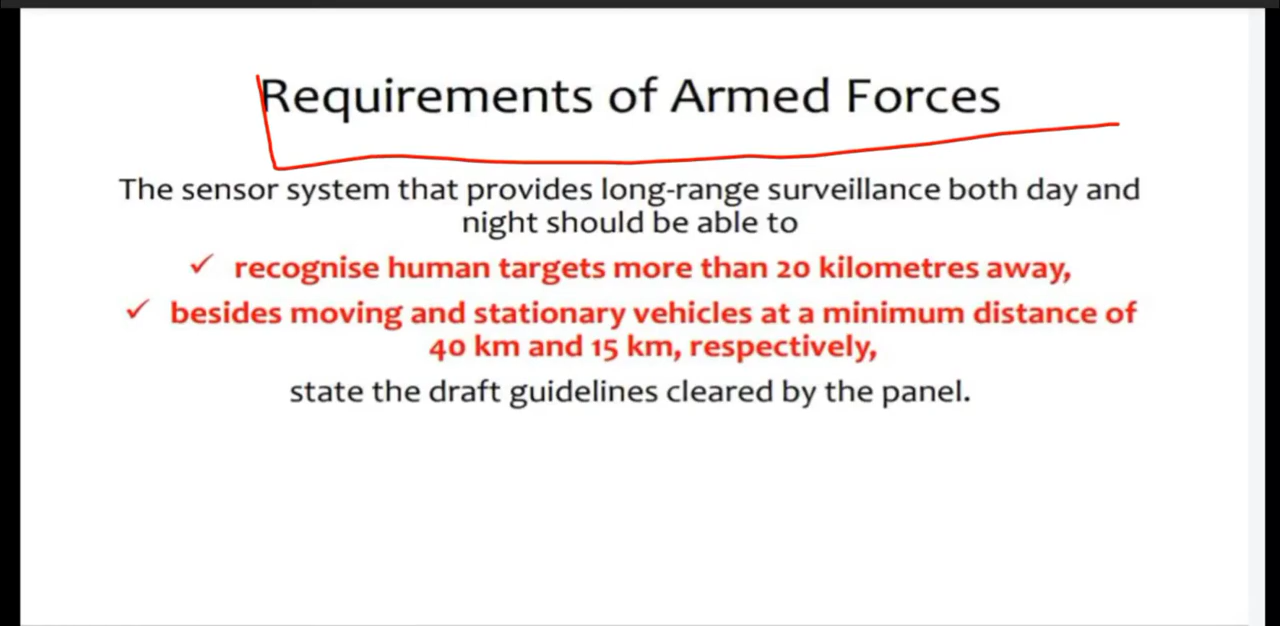 Requirements of Armed Forces
The sensor system that provides long-range surveillance both day and
night should be able to
✓ recognise human targets more than 20 kilometres away,
✓ besides moving and stationary vehicles at a minimum distance of
40 km and 15 km, respectively,
state the draft guidelines cleared by the panel.